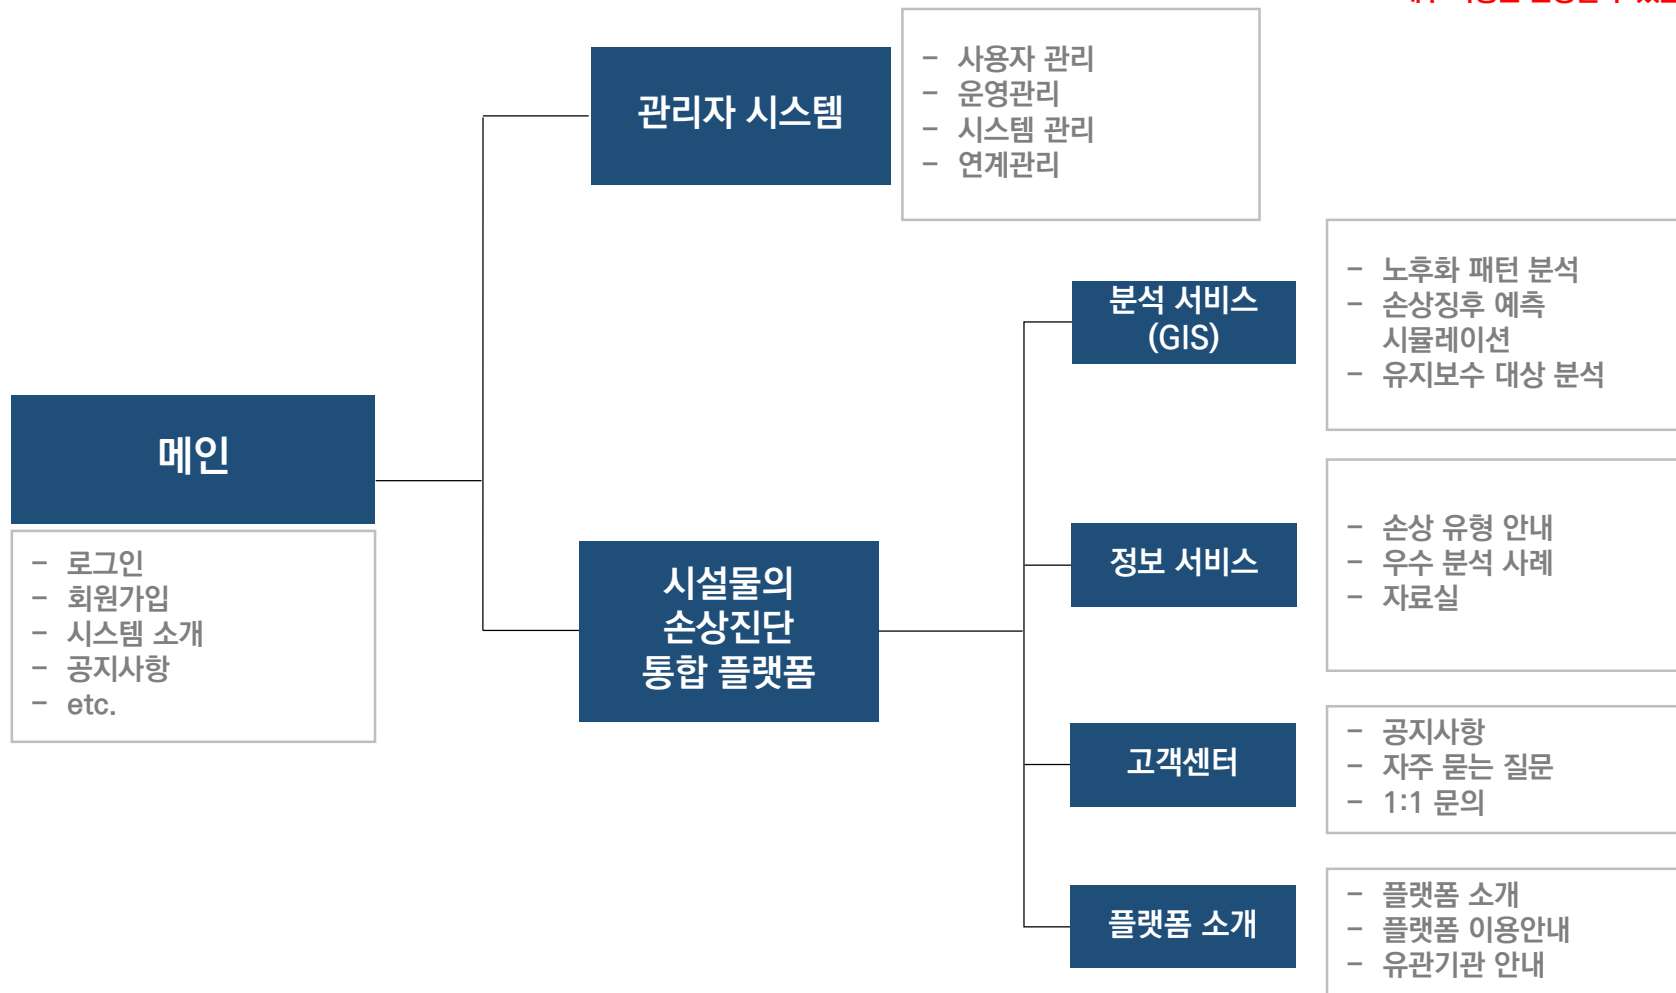 관리자 시스템
- 사용자 관리
- 운영관리
- 시스템 관리
- 연계관리
메인
- 로그인
- 회원가입
- 시스템 소개
- 공지사항
- etc.
시설물의
손상진단
통합 플랫폼
분석 서비스
(GIS)
- 노후화 패턴 분석
- 손상징후 예측
시뮬레이션
- 유지보수 대상 분석
정보 서비스
- 손상 유형 안내
- 우수 분석 사례
- 자료실
고객센터
- 공지사항
- 자주 묻는 질문
- 1:1 문의
플랫폼 소개
- 플랫폼 소개
- 플랫폼 이용안내
- 유관기관 안내